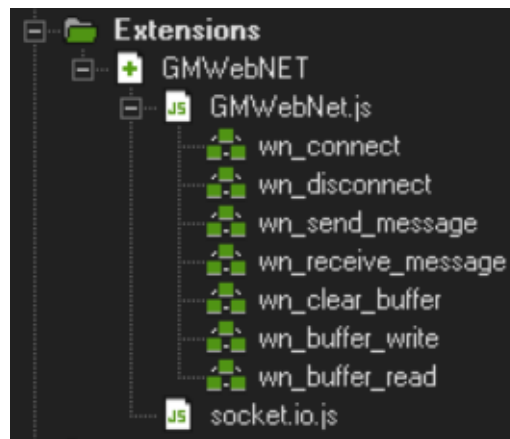 Extensions
GMWebNET
GMWebNet.js
wn_connect
wn_disconnect
wn_send_message
wn_receive_message
wn_clear_buffer
wn_buffer_write
wn_buffer_read
socket.io.js